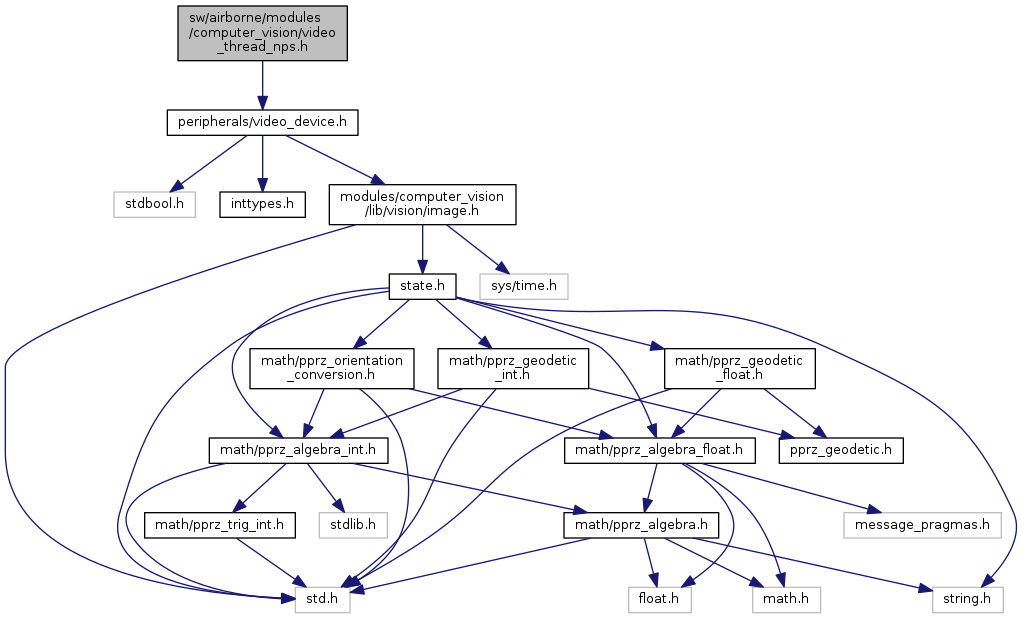 sw/airborne/modules
/computer_vision/video
_thread_nps.h
peripherals/video_device.h
stdbool.h
inttypes.h
modules/computer_vision
/lib/vision/image.h
state.h
sys/time.h
math/pprz_orientation
_conversion.h
math/pprz_geodetic
_int.h
math/pprz_geodetic
_float.h
math/pprz_algebra_int.h
math/pprz_algebra_float.h
pprz_geodetic.h
math/pprz_trig_int.h
stdlib.h
math/pprz_algebra.h
message_pragmas.h
std.h
float.h
math.h
string.h